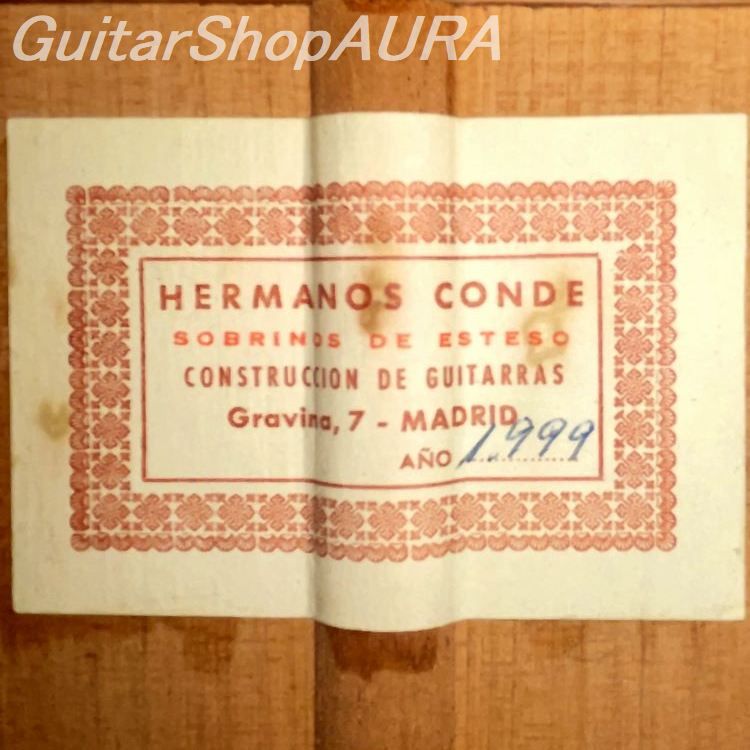 GuitarShopAURA
HERMANOS CONDE
SOBRINOS DE ESTESO
CONSTRUCCION DE GUITARRAS
Gravina, 7 - MADRID
AÑO 1999